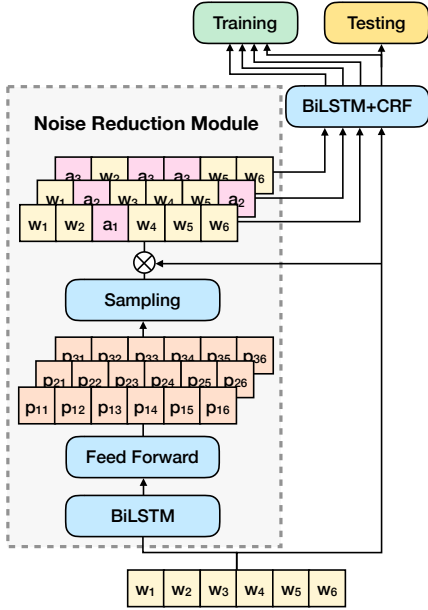 Training Testing
BiLSTM+CRF
Noise Reduction Module
a3 w2 a3 a3 w5 w6
w1 a2 w3 w4 w5 a2
w1 w2 a1 w4 w5 w6
Sampling
p31 p32 p33 p34 p35 p36
p21 p22 p23 p24 p25 p26
p11 p12 p13 p14 p15 p16
Feed Forward
BiLSTM
w1 w2 w3 w4 w5 w6